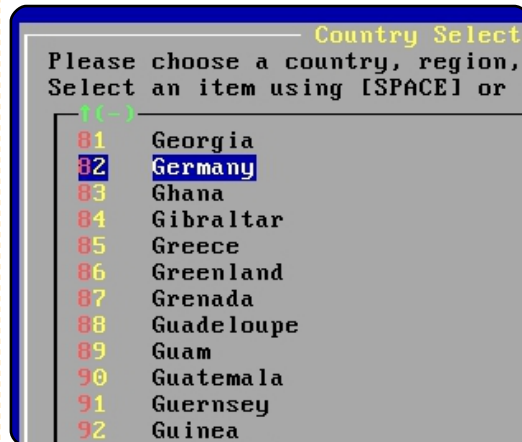 Country Select
Please choose a country, region,
Select an item using [SPACE] or
↑(-)
81 Georgia
82 Germany
83 Ghana
84 Gibraltar
85 Greece
86 Greenland
87 Grenada
88 Guadeloupe
89 Guam
90 Guatemala
91 Guernsey
92 Guinea